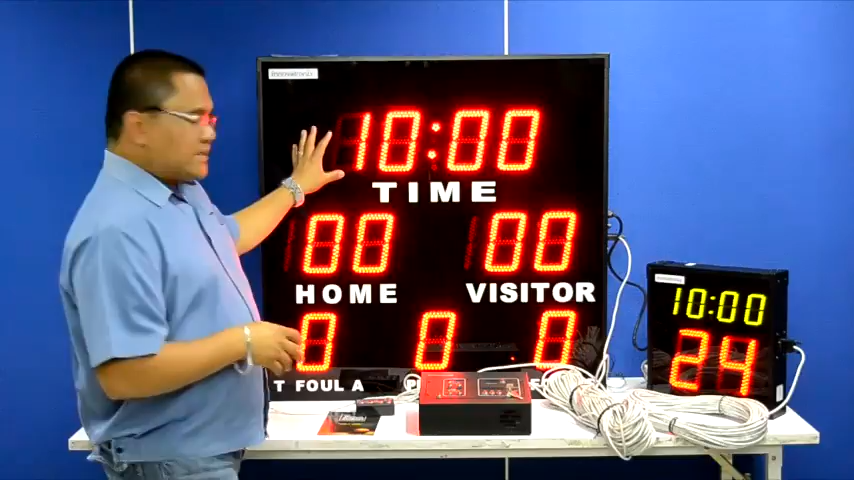 10:00
TIME
00 00
HOME VISITOR
0 0 0
T FOUL A
10:00
24